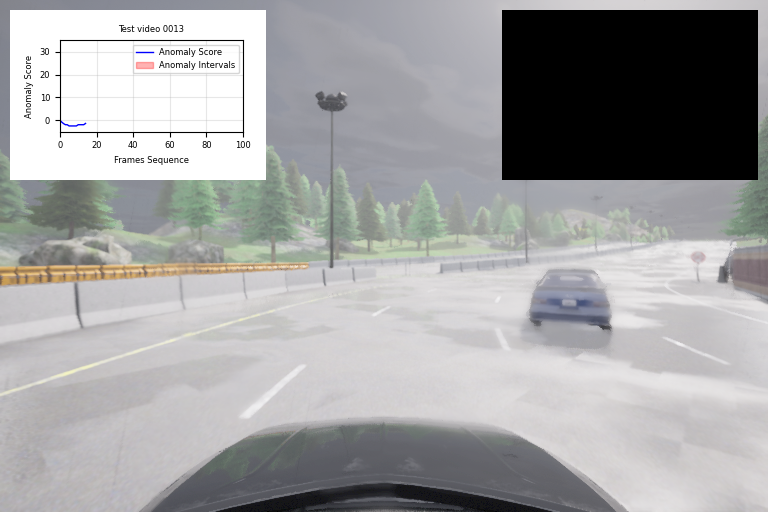 Test video 0013
Anomaly Score
30
20
10
0
Anomaly Score
Anomaly Intervals
0 20 40 60 80 100
Frames Sequence